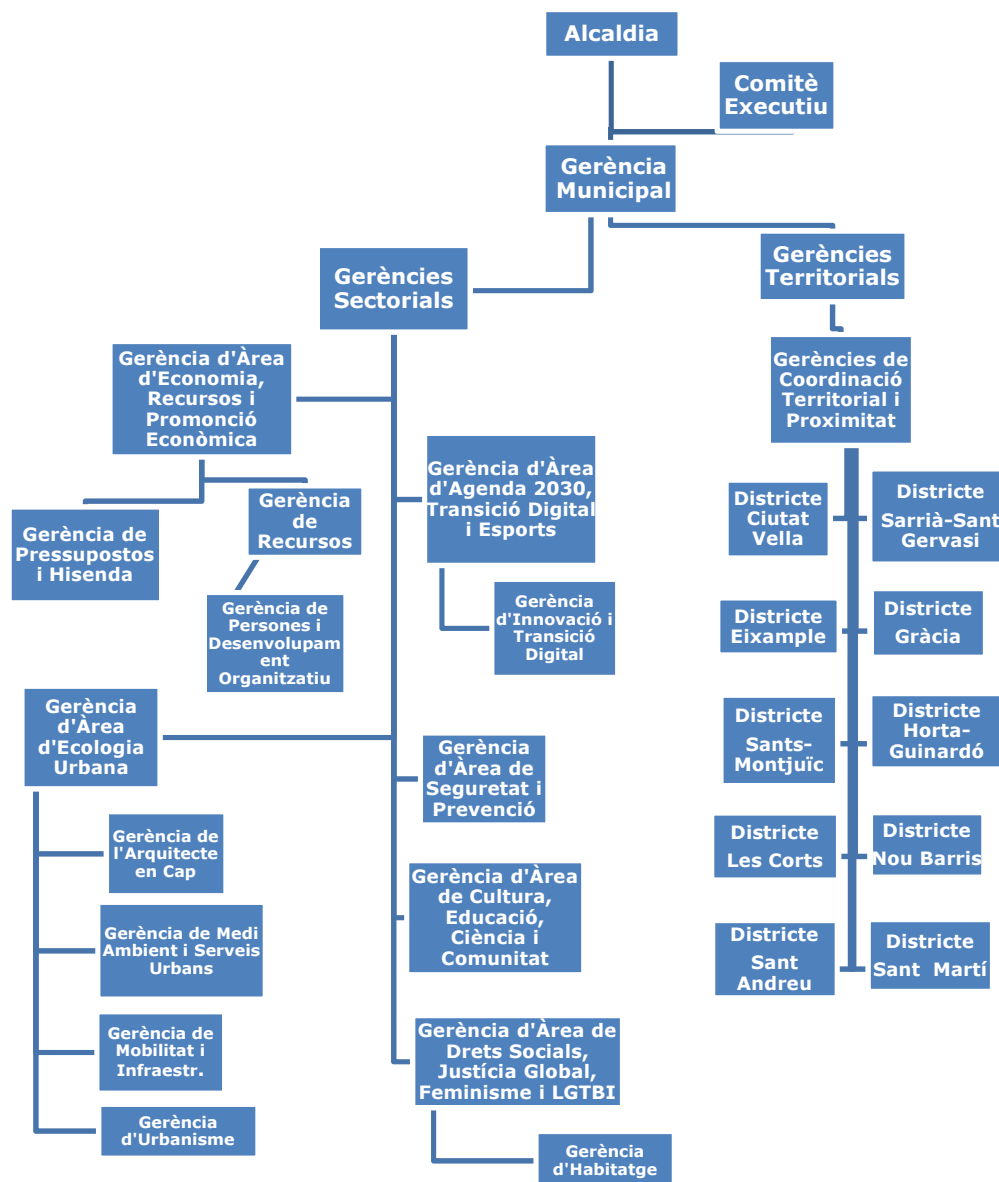 Alcaldia
Comitè
Executiu
Gerència
Municipal
Gerències
Sectorials
Gerències
Territorials
Gerència d'Àrea
d'Economia,
Recursos i
Promonció
Econòmica
Gerències de
Coordinació
Territorial i
Proximitat
Gerència de
Pressupostos
i Hisenda
Gerència
de
Recursos
Gerència de
Persones i
Desenvolupam
ent
Organitzatiu
Gerència d'Àrea
d'Agenda 2030,
Transició Digital
i Esports
Gerència
d'Innovació i
Transició
Digital
Gerència
d'Àrea
d'Ecologia
Urbana
Gerència de
l'Arquitecte
en Cap
Gerència de Medi
Ambient i Serveis
Urbans
Gerència de
Mobilitat i
Infraestr.
Gerència
d'Urbanisme
Gerència
d'Àrea de
Seguretat i
Prevenció
Gerència d'Àrea
de Cultura,
Educació,
Ciència i
Comunitat
Gerència d'Àrea de
Drets Socials,
Justícia Global,
Feminisme i LGTBI
Gerència
d'Habitatge
Districte
Ciutat
Vella
Districte
Sarrià-Sant
Gervasi
Districte
Eixample
Districte
Gràcia
Districte
Sants-
Montjuïc
Districte
Horta-
Guinardó
Districte
Les Corts
Districte
Nou Barris
Districte
Sant
Andreu
Districte
Sant Martí